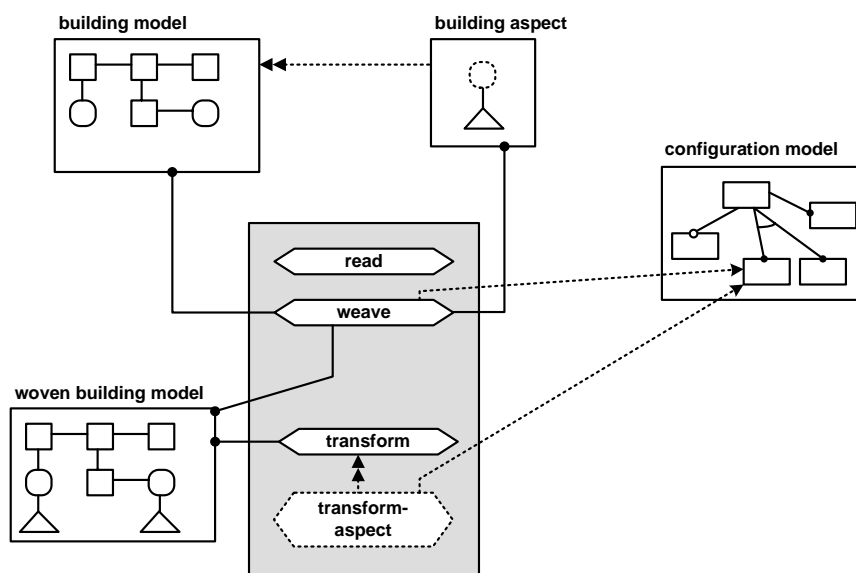 building model
building aspect
configuration model
read
weave
woven building model
transform
transform-
aspect